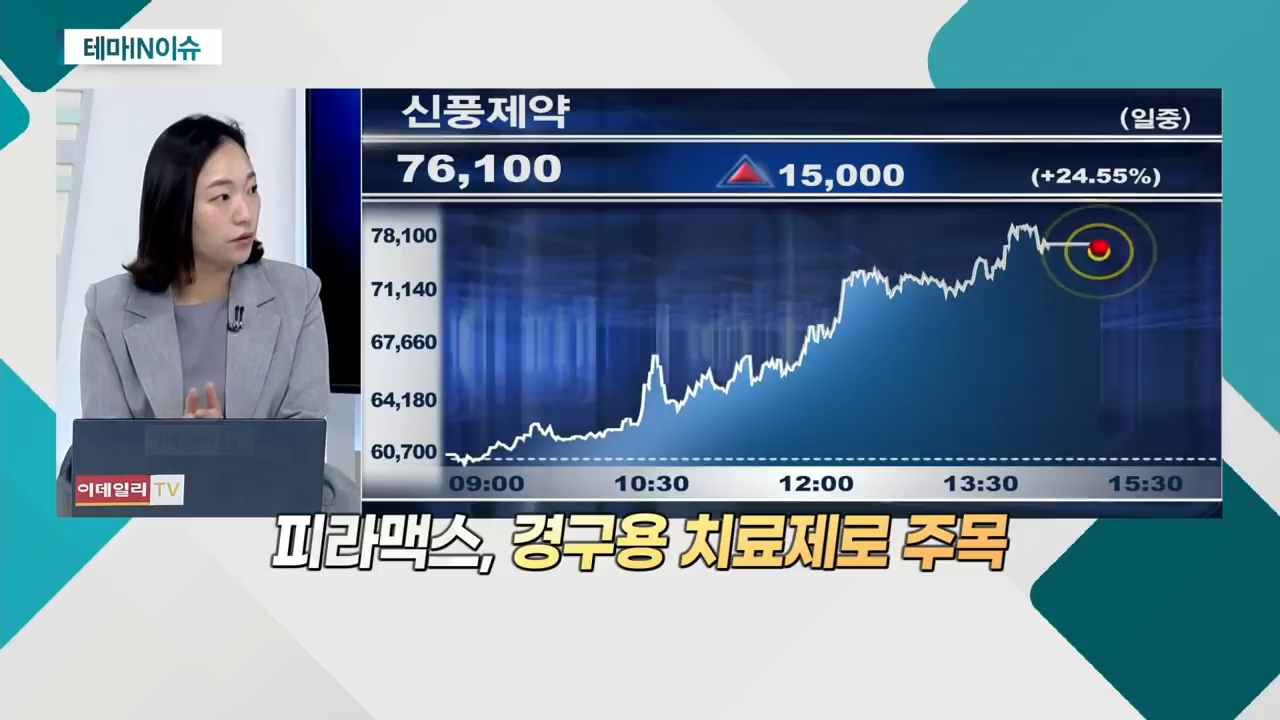 테마IN이슈
신풍제약
(일중)
76,100
15,000
(+24.55%)
78,100
71,140
67,660
64,180
60,700
09:00
10:30
12:00
13:30
15:30
이데일리 TV
피라맥스, 경구용 치료제로 주목